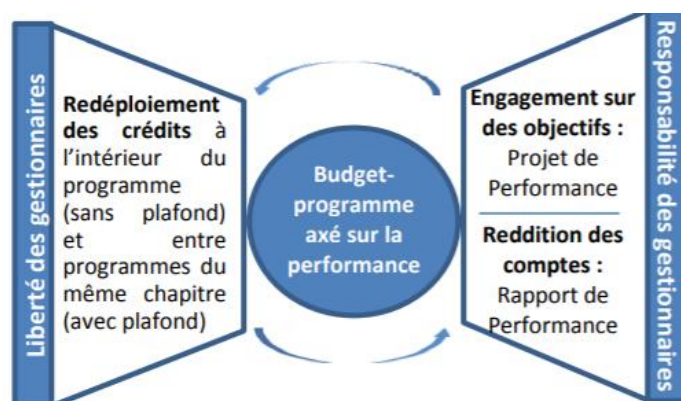 Liberté des gestionnaires
Redéploiement
des crédits à
l'intérieur du
programme
(sans plafond)
et entre
programmes du
même chapitre
(avec plafond)
Budget-
programme
axé sur la
performance
Engagement sur
des objectifs :
Projet de
Performance
Reddition des
comptes :
Rapport de
Performance
Responsabilité des gestionnaires